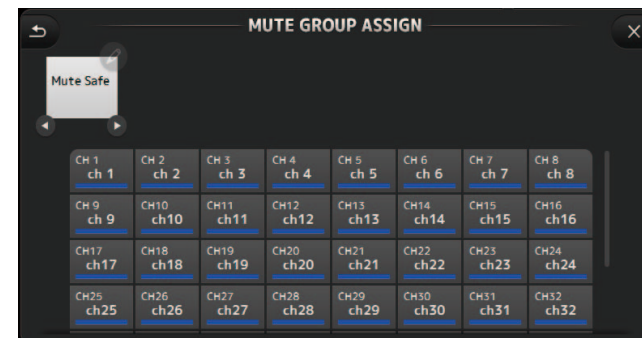 MUTE GROUP ASSIGN
Mute Safe
CH 1 CH 2 CH 3 CH 4 CH 5 CH 6 CH 7 CH 8
ch 1 ch 2 ch 3 ch 4 ch 5 ch 6 ch 7 ch 8
CH 9 CH10 CH11 CH12 CH13 CH14 CH15 CH16
ch 9 ch10 ch11 ch12 ch13 ch14 ch15 ch16
CH17 CH18 CH19 CH20 CH21 CH22 CH23 CH24
ch17 ch18 ch19 ch20 ch21 ch22 ch23 ch24
CH25 CH26 CH27 CH28 CH29 CH30 CH31 CH32
ch25 ch26 ch27 ch28 ch29 ch30 ch31 ch32